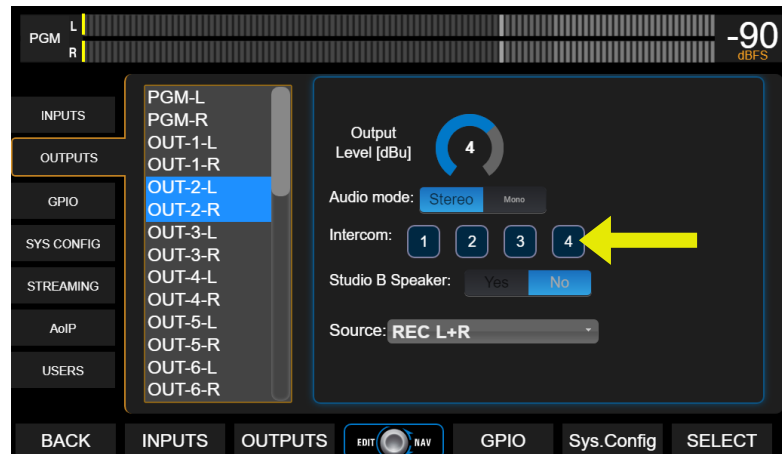 PGM
L
R
-90
dBFS
INPUTS
OUTPUTS
GPIO
SYS CONFIG
STREAMING
AoIP
USERS
PGM-L
PGM-R
OUT-1-L
OUT-1-R
OUT-2-L
OUT-2-R
OUT-3-L
OUT-3-R
OUT-4-L
OUT-4-R
OUT-5-L
OUT-5-R
OUT-6-L
OUT-6-R
Output
Level [dBu]
4
Audio mode: Stereo Mono
Intercom: 1 2 3 4
Studio B Speaker: Yes No
Source: REC L+R
BACK INPUTS OUTPUTS EDIT NAV GPIO Sys.Config SELECT